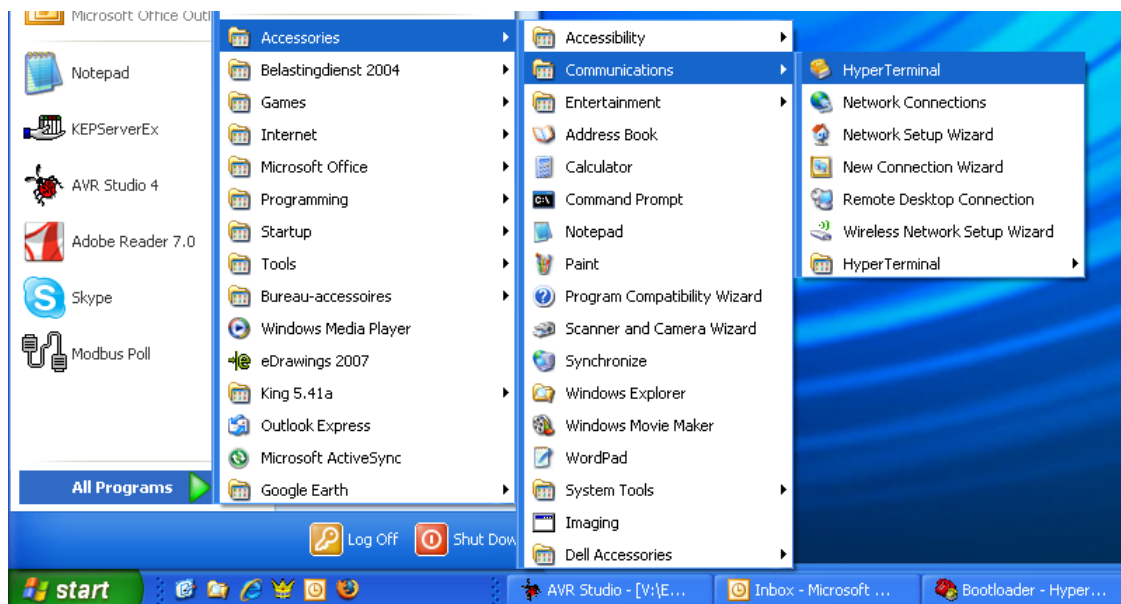 Microsoft Office Outl
Notepad
KEPServerEx
AVR Studio 4
Adobe Reader 7.0
Skype
Modbus Poll
All Programs
Accessories
Belastingdienst 2004
Games
Internet
Microsoft Office
Programming
Startup
Tools
Bureau-accessoires
Windows Media Player
eDrawings 2007
King 5.41a
Outlook Express
Microsoft ActiveSync
Google Earth
Accessibility
Communications
Entertainment
Address Book
Calculator
Command Prompt
Notepad
Paint
Program Compatibility Wizard
Scanner and Camera Wizard
Synchronize
Windows Explorer
Windows Movie Maker
WordPad
System Tools
Imaging
Dell Accessories
HyperTerminal
Network Connections
Network Setup Wizard
New Connection Wizard
Remote Desktop Connection
Wireless Network Setup Wizard
HyperTerminal
Log Off
Shut Dow
start
AVR Studio - [V:\E...
Inbox - Microsoft ...
Bootloader - Hyper...